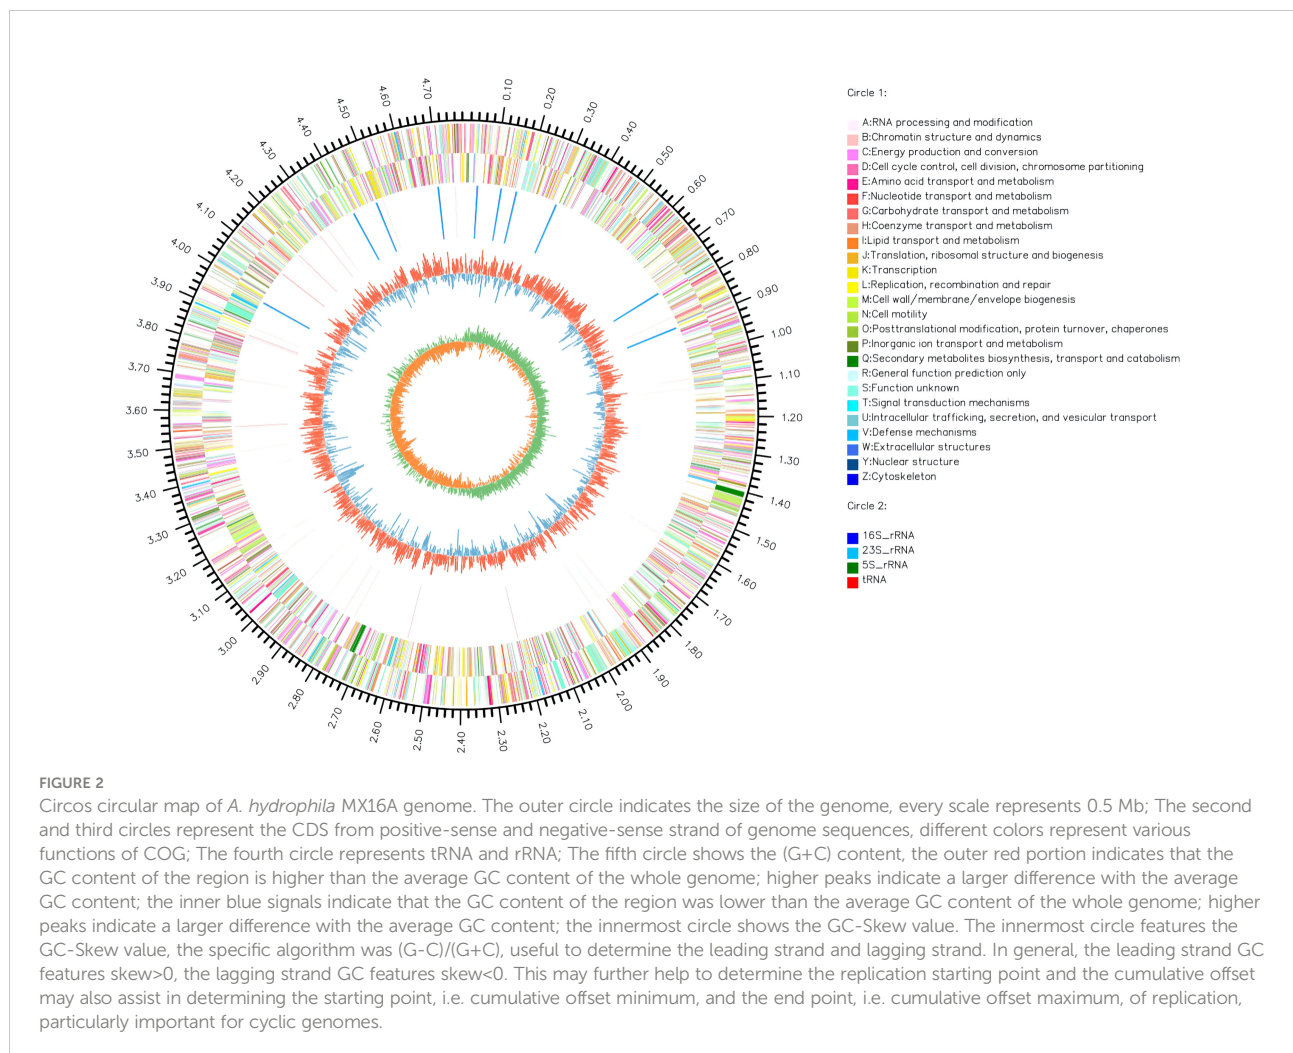 4.70
0.10
0.20
0.30
0.40
0.50
0.60
0.70
0.80
0.90
1.00
1.10
1.20
1.30
1.40
1.50
1.60
1.70
1.80
1.90
2.00
2.10
2.20
2.30
2.40
2.50
2.60
2.70
2.80
2.90
3.00
3.10
3.20
3.30
3.40
3.50
3.60
3.70
3.80
3.90
4.00
4.10
4.20
4.30
4.40
4.50
4.60
Circle 1:
A:RNA processing and modification
B:Chromatin structure and dynamics
C:Energy production and conversion
D:Cell cycle control, cell division, chromosome partitioning
E:Amino acid transport and metabolism
F:Nucleotide transport and metabolism
G:Carbohydrate transport and metabolism
H:Coenzyme transport and metabolism
I:Lipid transport and metabolism
J:Translation, ribosomal structure and biogenesis
K:Transcription
L:Replication, recombination and repair
M:Cell wall/membrane/envelope biogenesis
N:Cell motility
O:Posttranslational modification, protein turnover, chaperones
P:Inorganic ion transport and metabolism
Q:Secondary metabolites biosynthesis, transport and catabolism
R:General function prediction only
S:Function unknown
T:Signal transduction mechanisms
U:Intracellular trafficking, secretion, and vesicular transport
V:Defense mechanisms
W:Extracellular structures
Y:Nuclear structure
Z:Cytoskeleton
Circle 2:
16S_rRNA
23S_rRNA
5S_rRNA
tRNA
FIGURE 2
Circos circular map of A. hydrophila MX16A genome. The outer circle indicates the size of the genome, every scale represents 0.5 Mb; The second
and third circles represent the CDS from positive-sense and negative-sense strand of genome sequences, different colors represent various
functions of COG; The fourth circle represents tRNA and rRNA; The fifth circle shows the (G+C) content, the outer red portion indicates that the
GC content of the region is higher than the average GC content of the whole genome; higher peaks indicate a larger difference with the average
GC content; the inner blue signals indicate that the GC content of the region was lower than the average GC content of the whole genome; higher
peaks indicate a larger difference with the average GC content; the innermost circle shows the GC-Skew value. The innermost circle features the
GC-Skew value, the specific algorithm was (G-C)/(G+C), useful to determine the leading strand and lagging strand. In general, the leading strand GC
features skew>0, the lagging strand GC features skew<0. This may further help to determine the replication starting point and the cumulative offset
may also assist in determining the starting point, i.e. cumulative offset minimum, and the end point, i.e. cumulative offset maximum, of replication,
particularly important for cyclic genomes.